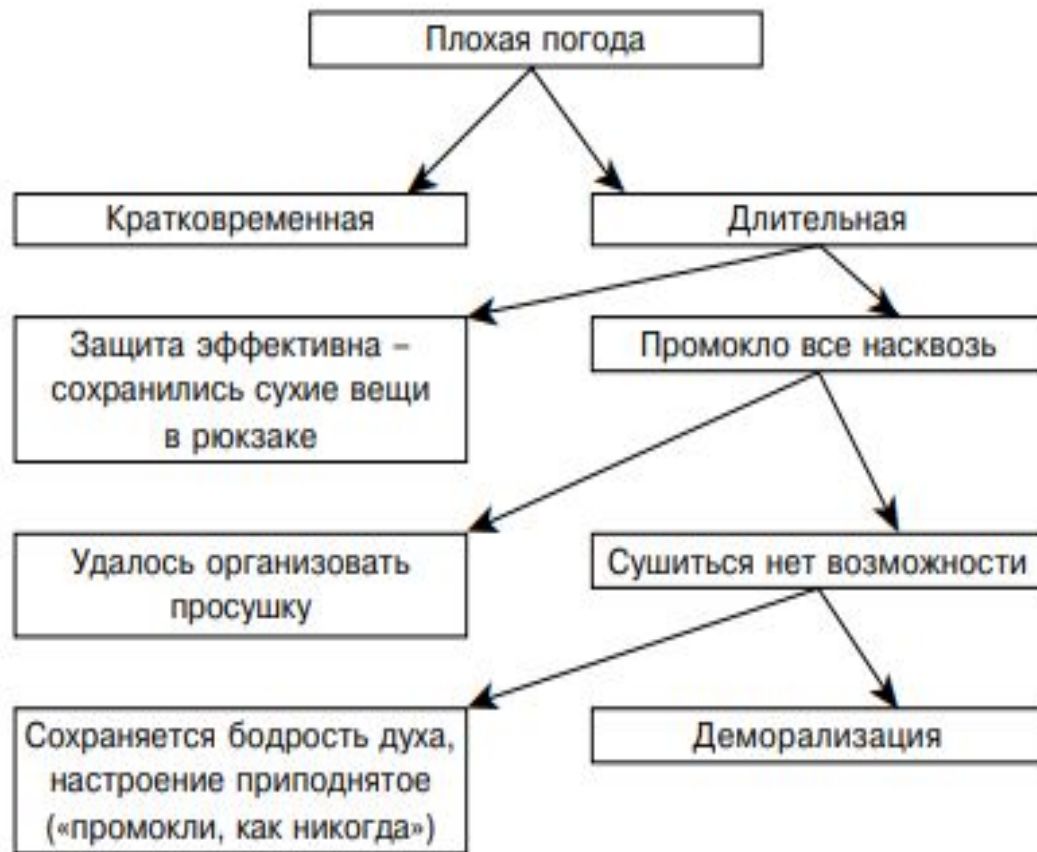 Плохая погода
Кратковременная
Длительная
Защита эффективна –
сохранились сухие вещи
в рюкзаке
Промокло все насквозь
Удалось организовать
просушку
Сушиться нет возможности
Сохраняется бодрость духа,
настроение приподнятое
(«промокли, как никогда»)
Деморализация